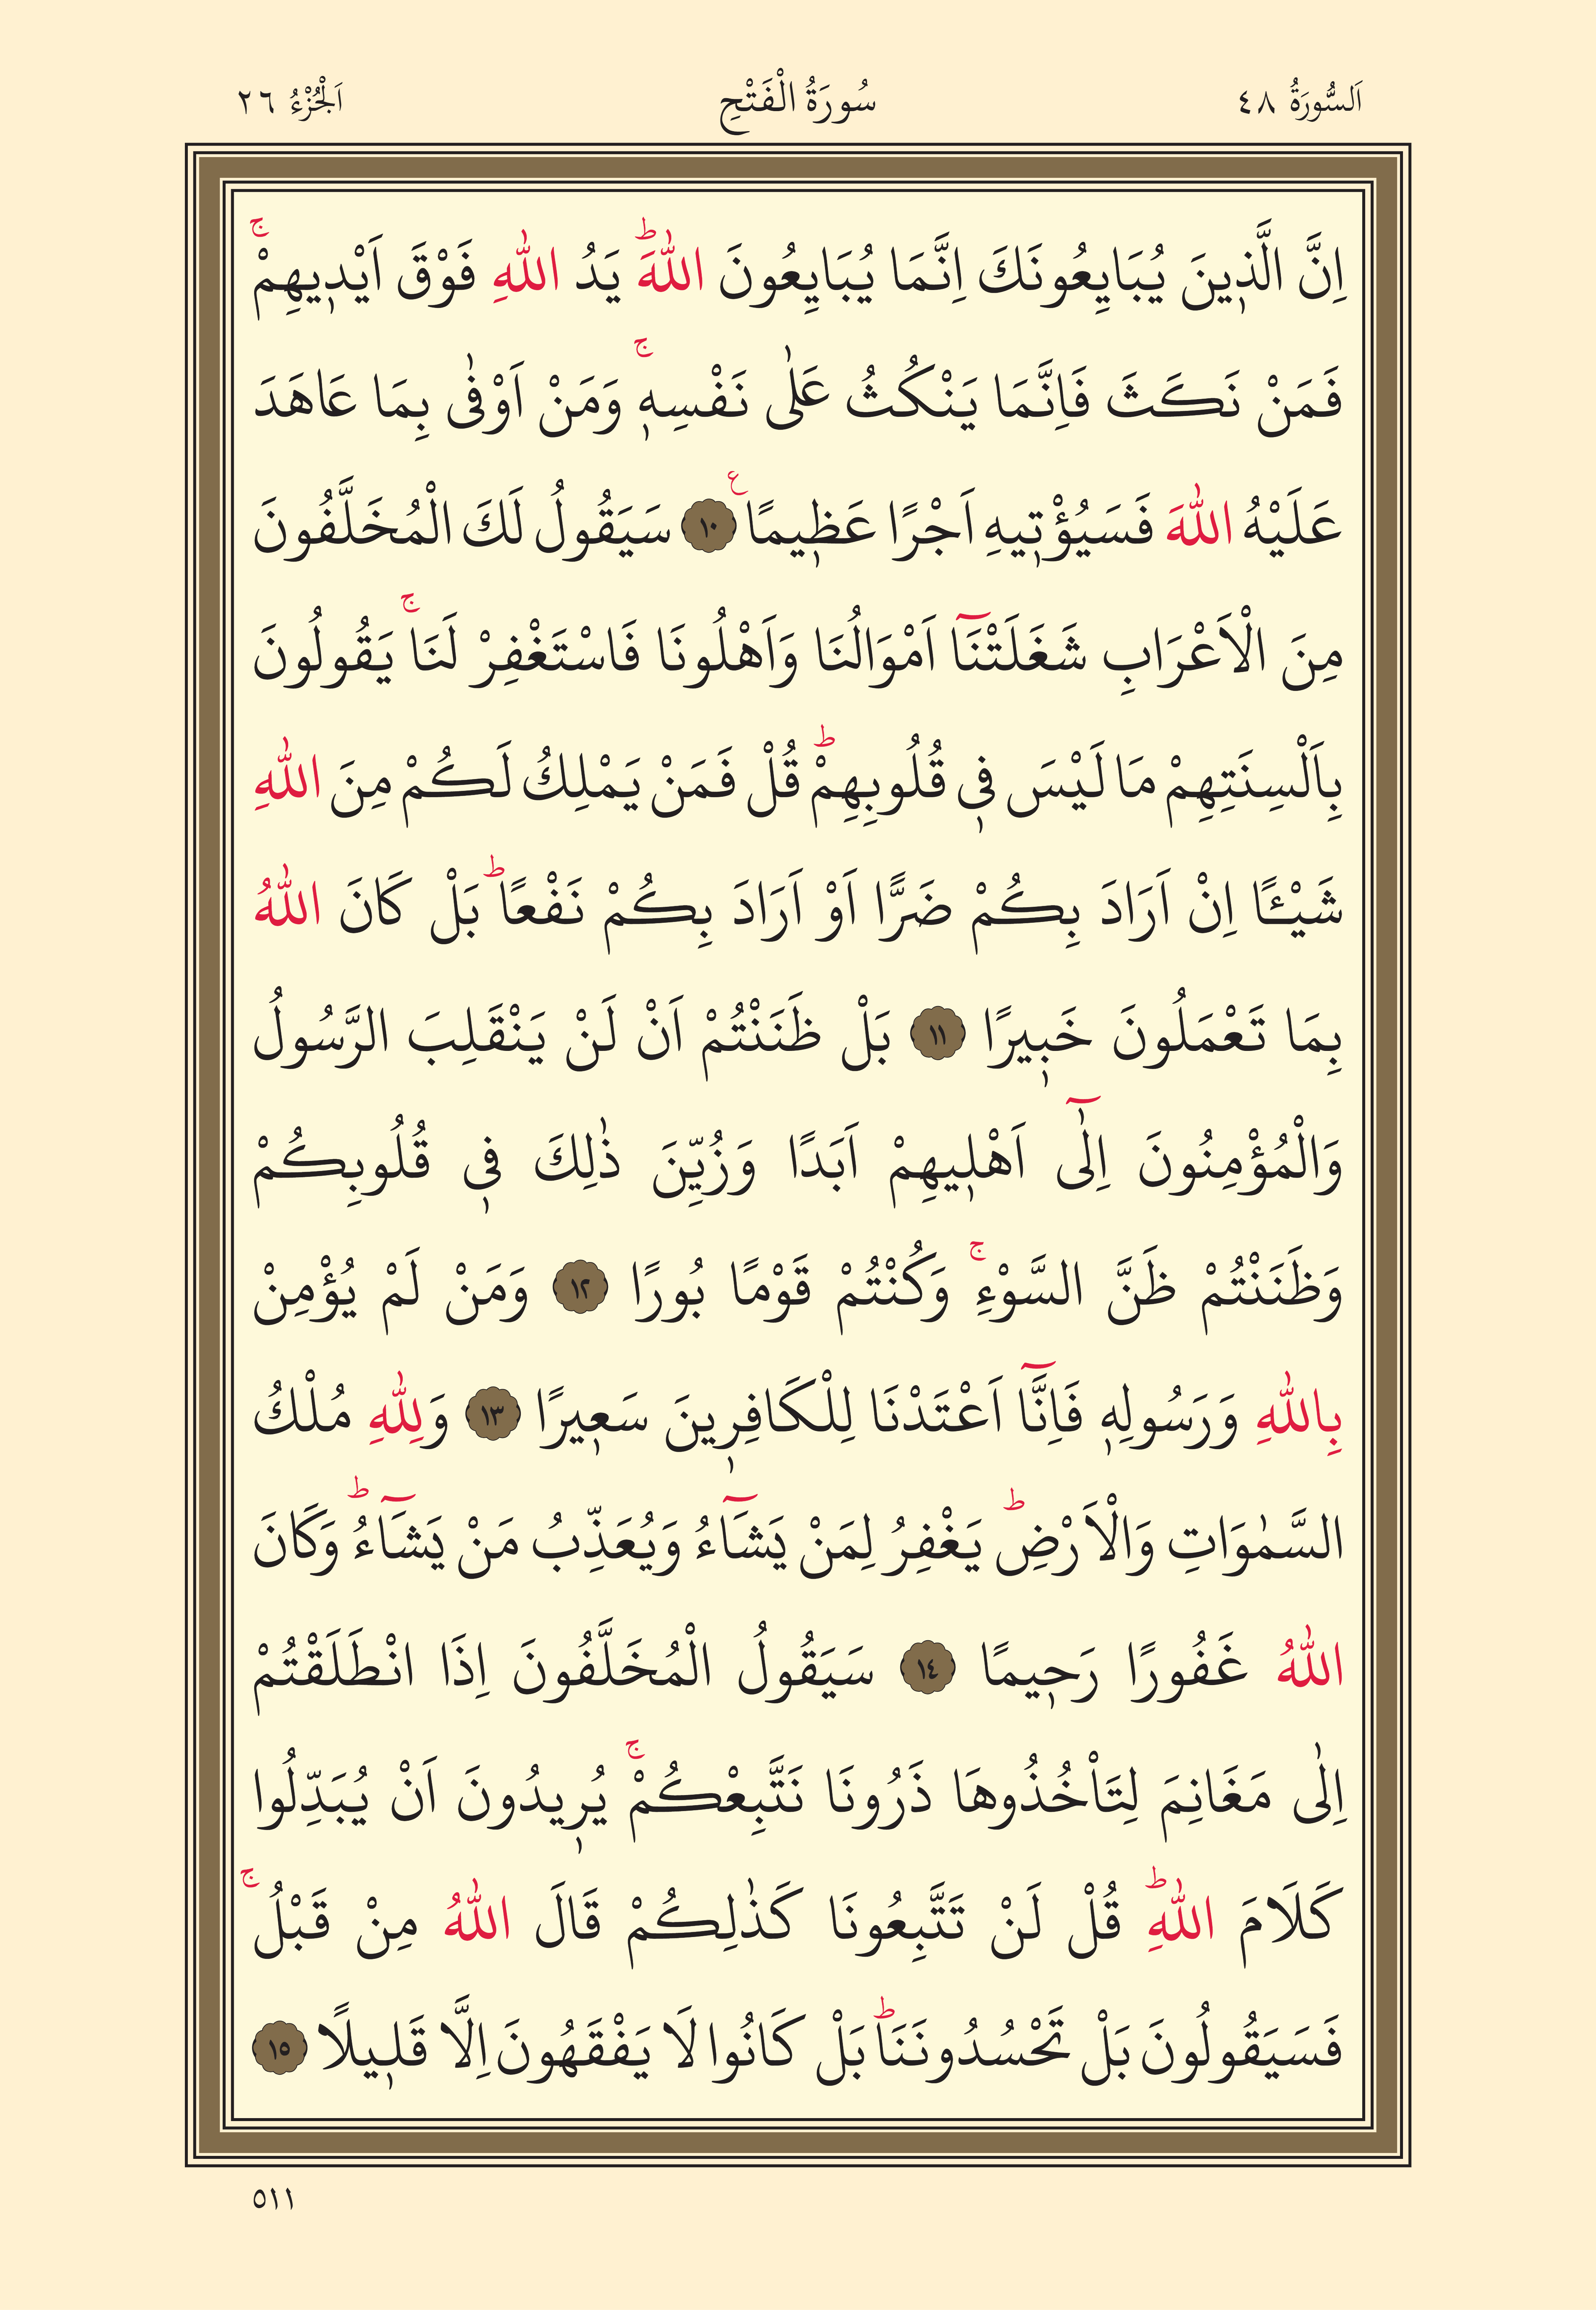 اَلسُّورَةُ ٤٨
سُورَةُ الْفَتْحِ
اَلْجُزْءُ ٢٦
اِنَّ الَّذ۪ينَ يُبَايِعُونَكَ اِنَّمَا يُبَايِعُونَ اللّٰهَۜ يَدُ اللّٰهِ فَوْقَ اَيْد۪يهِمْۚ
فَمَنْ نَكَثَ فَاِنَّمَا يَنْكُثُ عَلٰى نَفْسِه۪ۚ وَمَنْ اَوْفٰى بِمَا عَاهَدَ
عَلَيْهُ اللّٰهَ فَسَيُؤْت۪يهِ اَجْرًا عَظ۪يمًاع ١٠ سَيَقُولُ لَكَ الْمُخَلَّفُونَ
مِنَ الْاَعْرَابِ شَغَلَتْنَٓا اَمْوَالُنَا وَاَهْلُونَا فَاسْتَغْفِرْ لَنَاۚ يَقُولُونَ
بِاَلْسِنَتِهِمْ مَا لَيْسَ ف۪ي قُلُوبِهِمْۜ قُلْ فَمَنْ يَمْلِكُ لَكُمْ مِنَ اللّٰهِ
شَيْـًٔا اِنْ اَرَادَ بِكُمْ ضَرًّا اَوْ اَرَادَ بِكُمْ نَفْعًاۜ بَلْ كَانَ اللّٰهُ
بِمَا تَعْمَلُونَ خَب۪يرًا ١١ بَلْ ظَنَنْتُمْ اَنْ لَنْ يَنْقَلِبَ الرَّسُولُ
وَالْمُؤْمِنُونَ اِلٰٓى اَهْل۪يهِمْ اَبَدًا وَزُيِّنَ ذٰلِكَ ف۪ي قُلُوبِكُمْ
وَظَنَنْتُمْ ظَنَّ السَّوْءِۚ وَكُنْتُمْ قَوْمًا بُورًا ١٢ وَمَنْ لَمْ يُؤْمِنْ
بِاللّٰهِ وَرَسُولِه۪ فَاِنَّٓا اَعْتَدْنَا لِلْكَافِر۪ينَ سَع۪يرًا ١٣ وَلِلّٰهِ مُلْكُ
السَّمٰوَاتِ وَالْاَرْضِۜ يَغْفِرُ لِمَنْ يَشَٓاءُ وَيُعَذِّبُ مَنْ يَشَٓاءُۜ وَكَانَ
اللّٰهُ غَفُورًا رَح۪يمًا ١٤ سَيَقُولُ الْمُخَلَّفُونَ اِذَا انْطَلَقْتُمْ
اِلٰى مَغَانِمَ لِتَاْخُذُوهَا ذَرُونَا نَتَّبِعْكُمْۚ يُر۪يدُونَ اَنْ يُبَدِّلُوا
كَلَامَ اللّٰهِۜ قُلْ لَنْ تَتَّبِعُونَا كَذٰلِكُمْ قَالَ اللّٰهُ مِنْ قَبْلُۚ
فَسَيَقُولُونَ بَلْ تَحْسُدُونَنَاۜ بَلْ كَانُوا لَا يَفْقَهُونَ اِلَّا قَل۪يلًا ١٥
٥١١